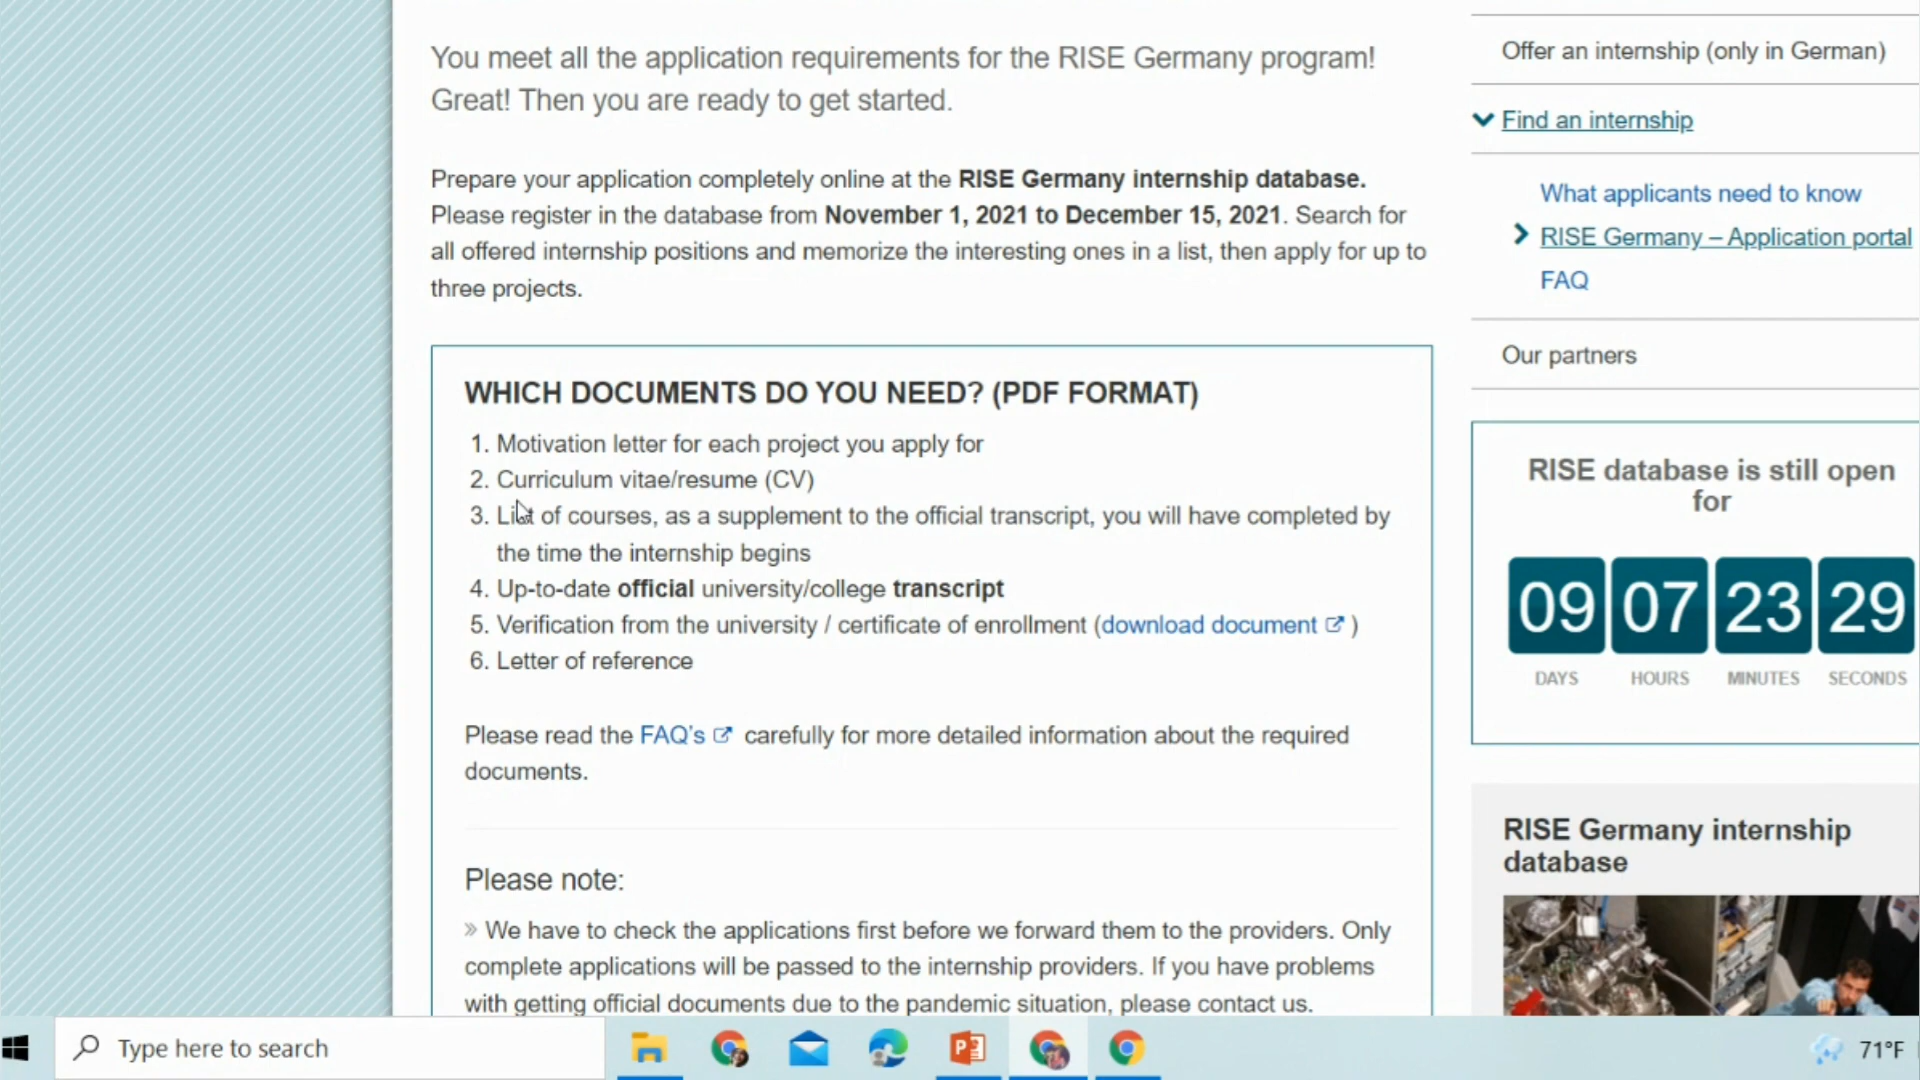 You meet all the application requirements for the RISE Germany program!
Great! Then you are ready to get started.
Prepare your application completely online at the RISE Germany internship database.
Please register in the database from November 1, 2021 to December 15, 2021. Search for
all offered internship positions and memorize the interesting ones in a list, then apply for up to
three projects.
WHICH DOCUMENTS DO YOU NEED? (PDF FORMAT)
1. Motivation letter for each project you apply for
2. Curriculum vitae/resume (CV)
3. List of courses, as a supplement to the official transcript, you will have completed by
the time the internship begins
4. Up-to-date official university/college transcript
5. Verification from the university / certificate of enrollment (download document )
6. Letter of reference
Please read the FAQ's carefully for more detailed information about the required
documents.
Please note:
» We have to check the applications first before we forward them to the providers. Only
complete applications will be passed to the internship providers. If you have problems
with getting official documents due to the pandemic situation, please contact us.
Offer an internship (only in German)
Find an internship
What applicants need to know
RISE Germany – Application portal
FAQ
Our partners
RISE database is still open
for
09 07 23 29
DAYS HOURS MINUTES SECONDS
RISE Germany internship
database
Type here to search
71°F